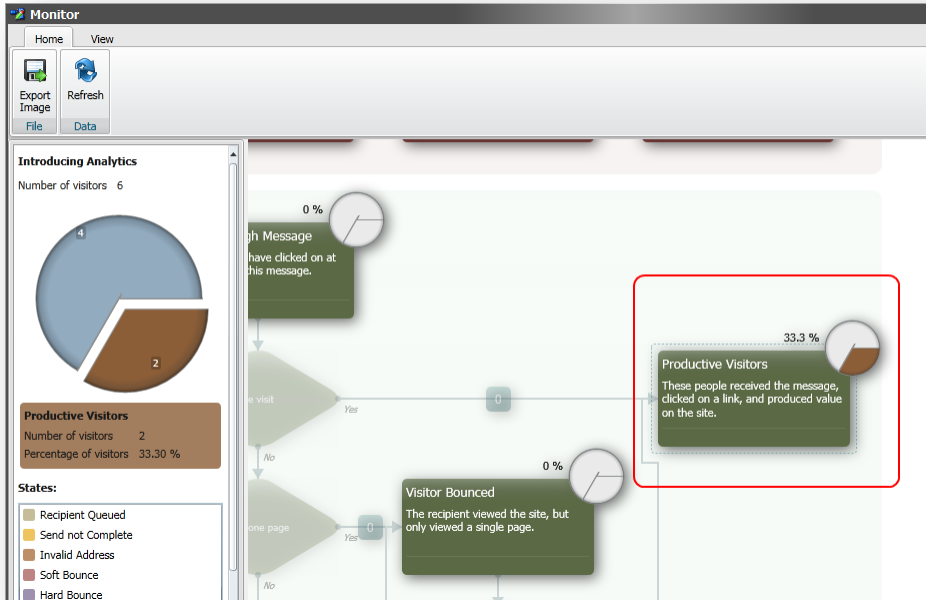 Monitor
Home View
Export
Image
Refresh
File Data
Introducing Analytics
Number of visitors 6
4
2
Productive Visitors
Number of visitors 2
Percentage of visitors 33.30 %
States:
Recipient Queued
Send not Complete
Invalid Address
Soft Bounce
Hard Bounce
0 %
gh Message
have clicked on at
this message.
e visit
Yes
0
No
33.3 %
Productive Visitors
These people received the message,
clicked on a link, and produced value
on the site.
one page
Yes
0
No
0 %
Visitor Bounced
The recipient viewed the site, but
only viewed a single page.